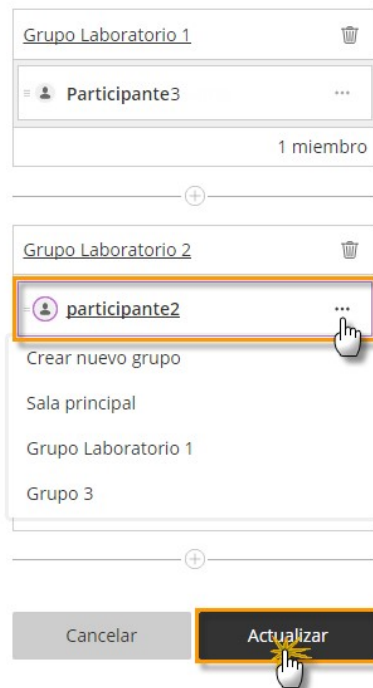 Grupo Laboratorio 1
Participante3
1 miembro
Grupo Laboratorio 2
participante2
Crear nuevo grupo
Sala principal
Grupo Laboratorio 1
Grupo 3
Cancelar
Actualizar